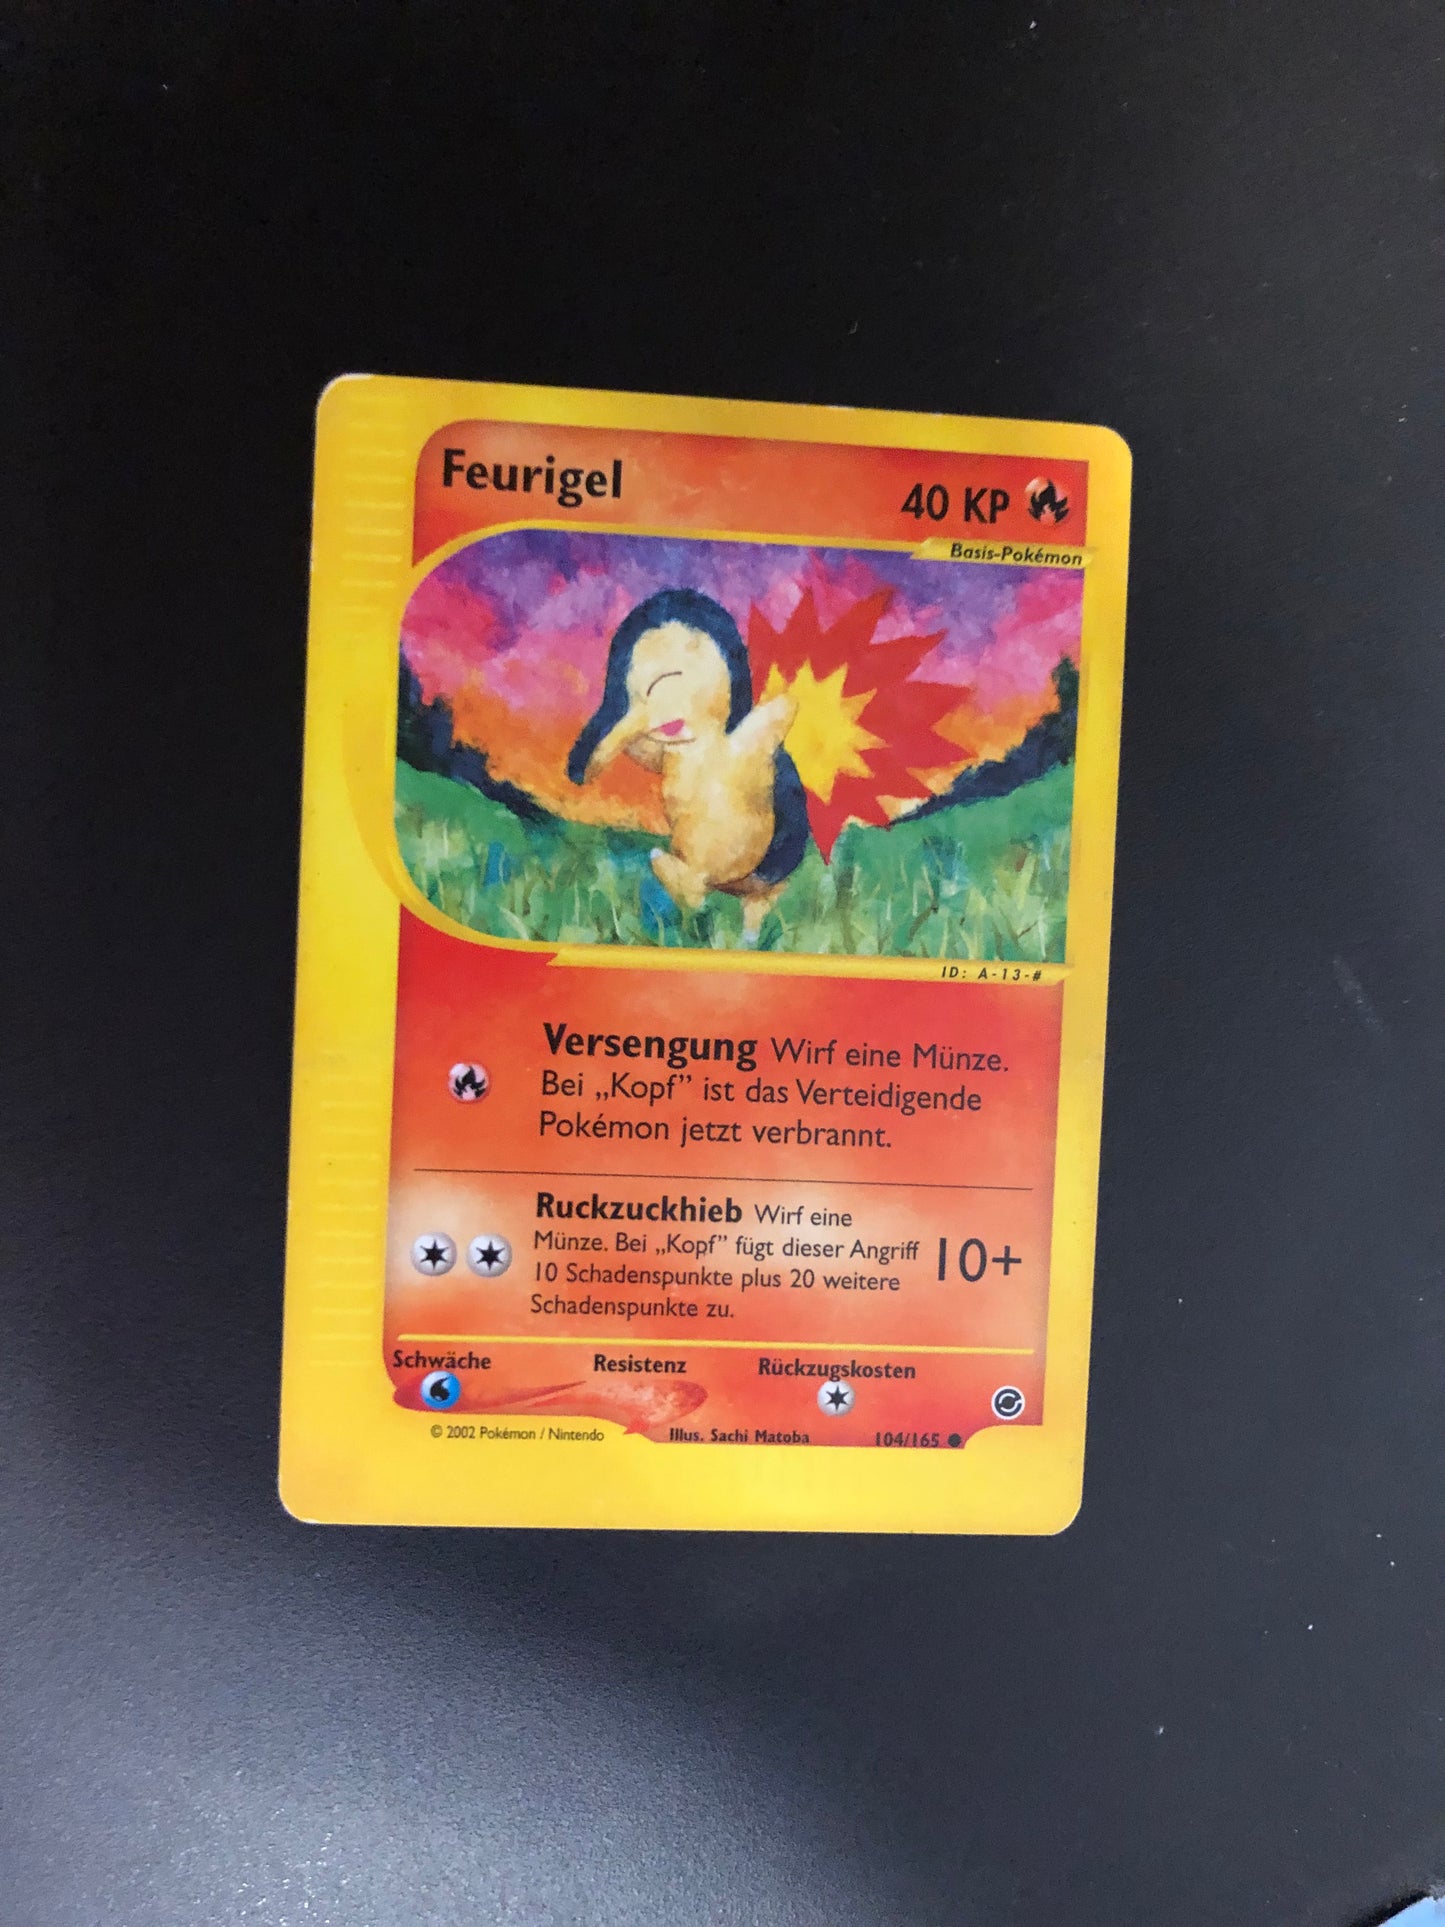 Feurigel
40 KP
Basis-Pokémon
ID: A-13-#
Versengung Wirf eine Münze.
Bei „Kopf” ist das Verteidigende
Pokémon jetzt verbrannt.
Ruckzuckhieb Wirf eine
Münze. Bei „Kopf” fügt dieser Angriff
10 Schadenspunkte plus 20 weitere
Schadenspunkte zu.
10+
Schwäche Resistenz Rückzugskosten
© 2002 Pokémon / Nintendo Illus. Sachi Matoba 104/165 ●